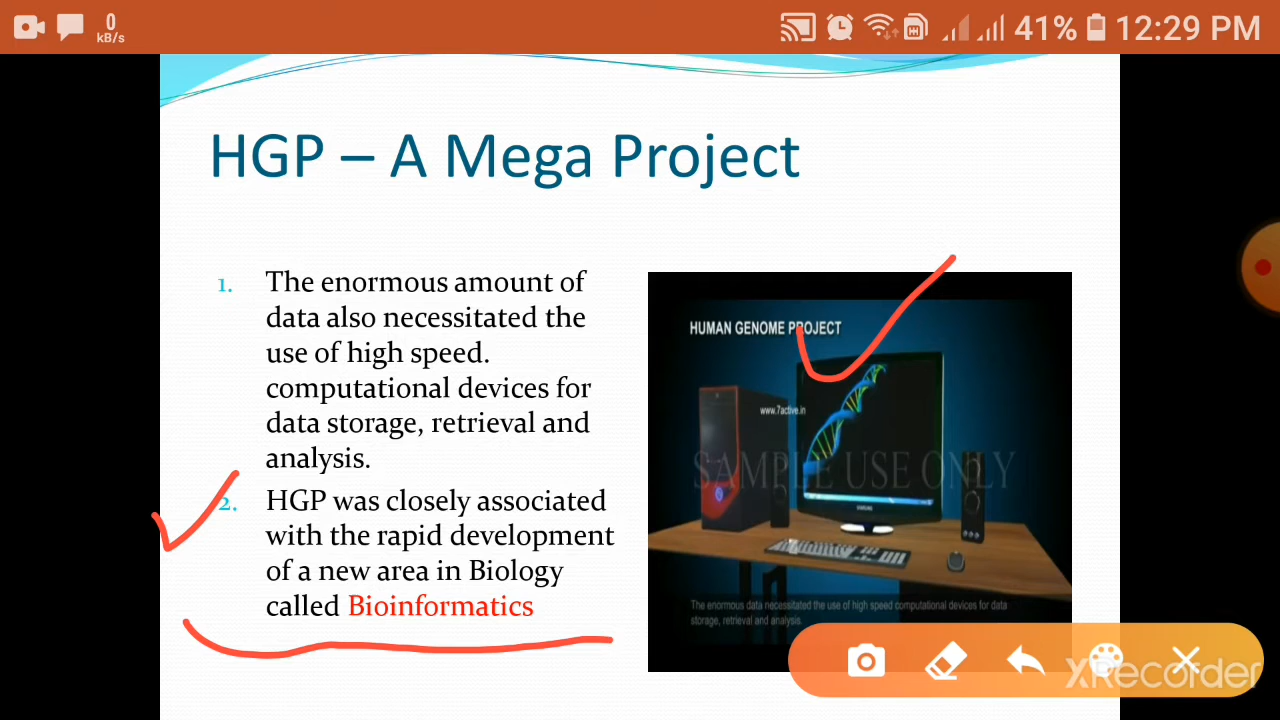 0
kB/s
41% 12:29 PM
HGP – A Mega Project
1. The enormous amount of
data also necessitated the
use of high speed.
computational devices for
data storage, retrieval and
analysis.
2. HGP was closely associated
with the rapid development
of a new area in Biology
called Bioinformatics
HUMAN GENOME PROJECT
www.7active.in
SAMPLE USE ONLY
SAMSUNG
The enormous data necessitated the use of high speed computational devices for data
storage, retrieval and analysis.
XRecorder